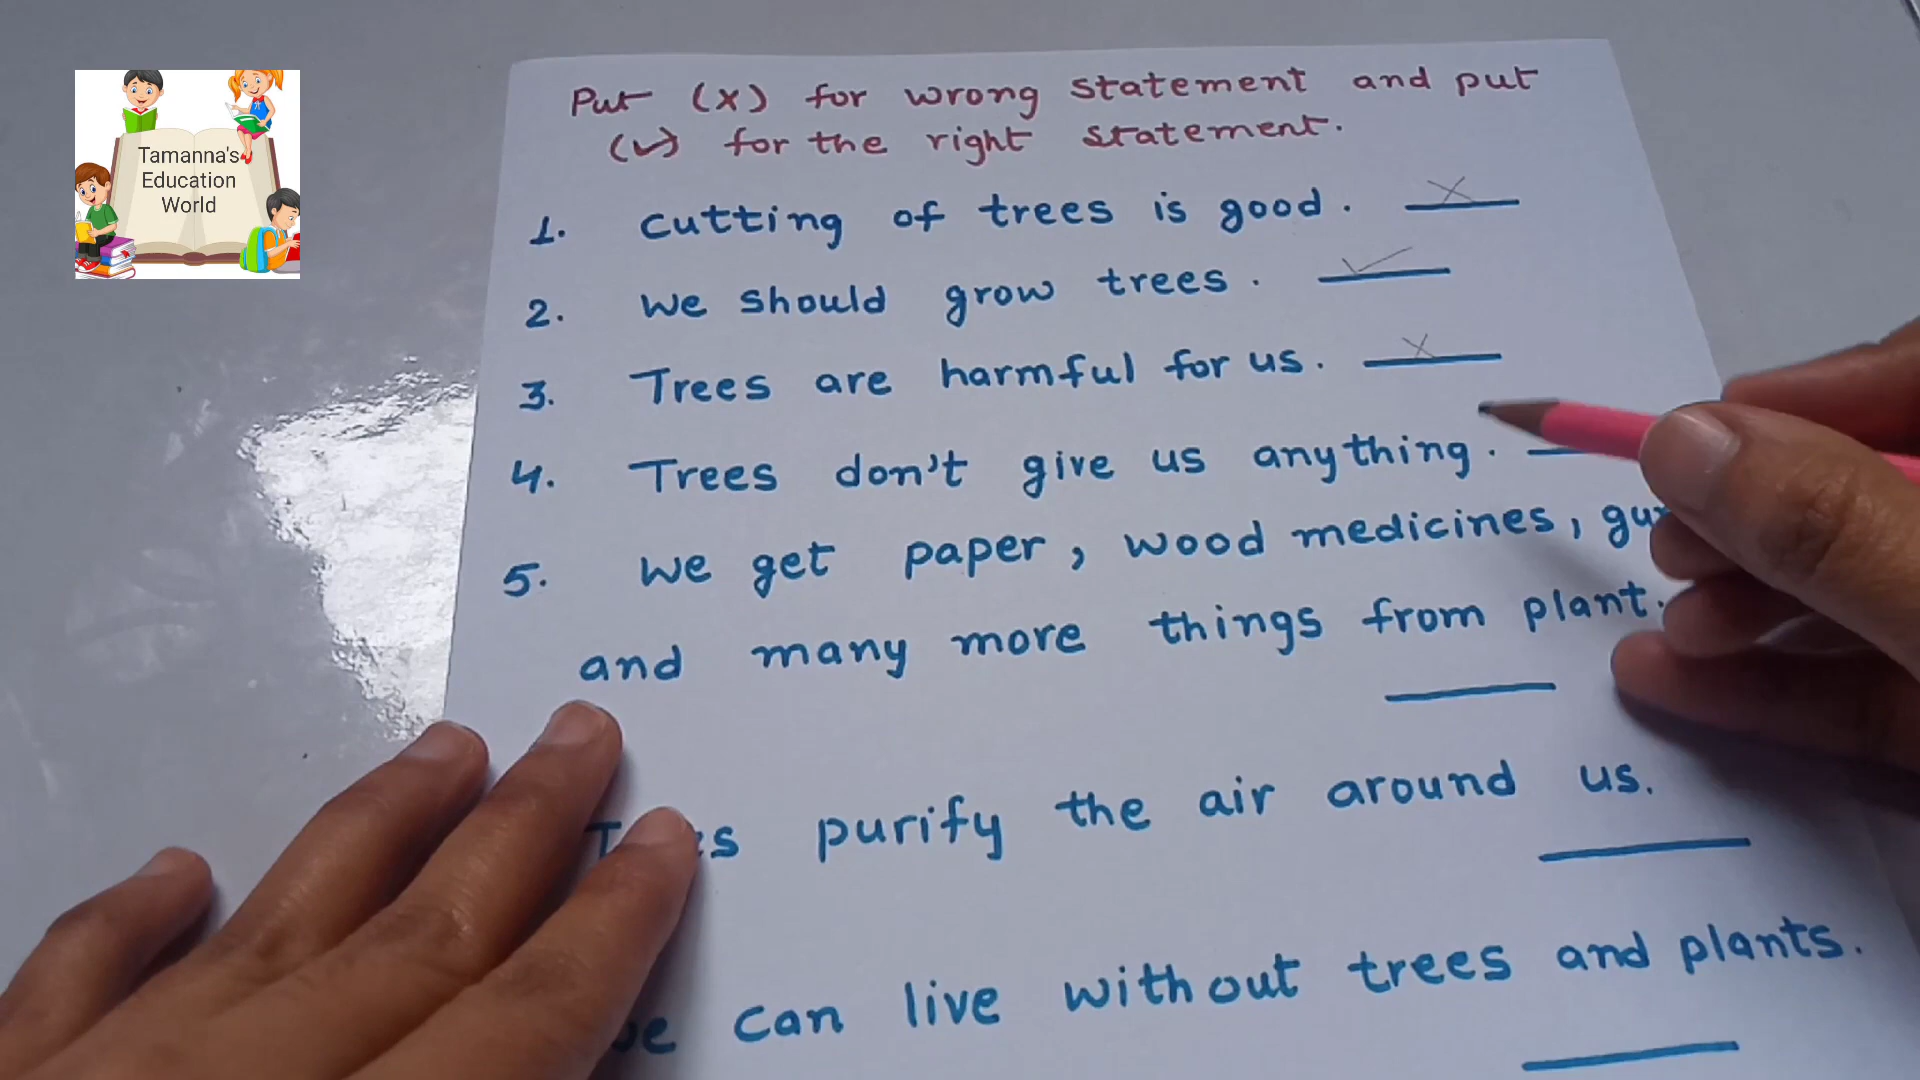 Tamanna's
Education
World
Put (x) for wrong statement and put
(✓) for the right statement.
1. cutting of trees is good. x
2. we should grow trees. ✓
3. Trees are harmful for us. x
4. Trees don't give us anything.
5. we get paper, wood medicines,
and many more things from plant.
purify the air around us.
can live without trees and plants.